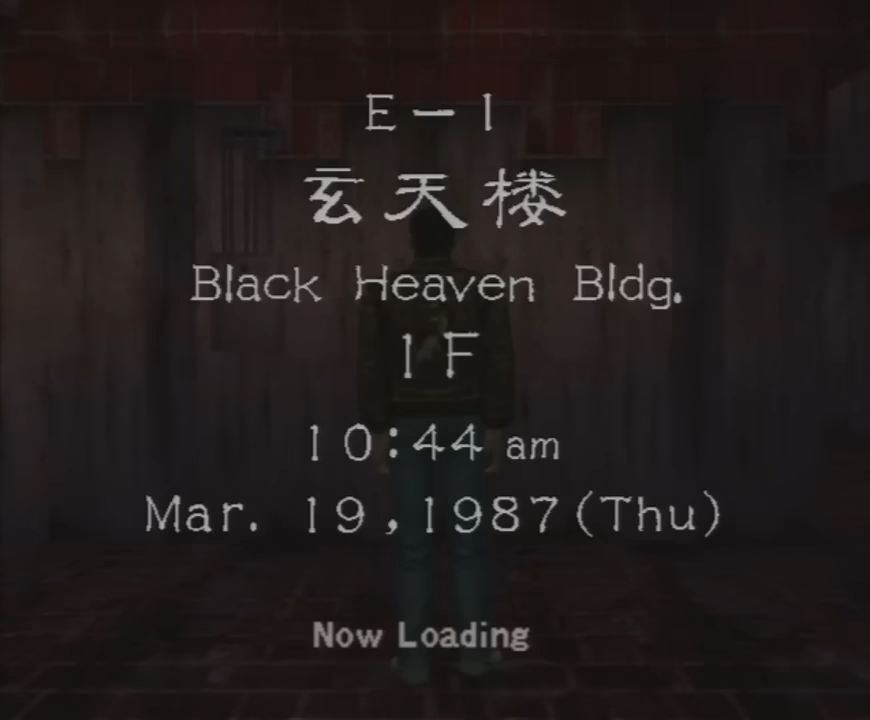 E－1
玄天楼
Black Heaven Bldg.
1F
10:44 am
Mar. 19,1987(Thu)
Now Loading